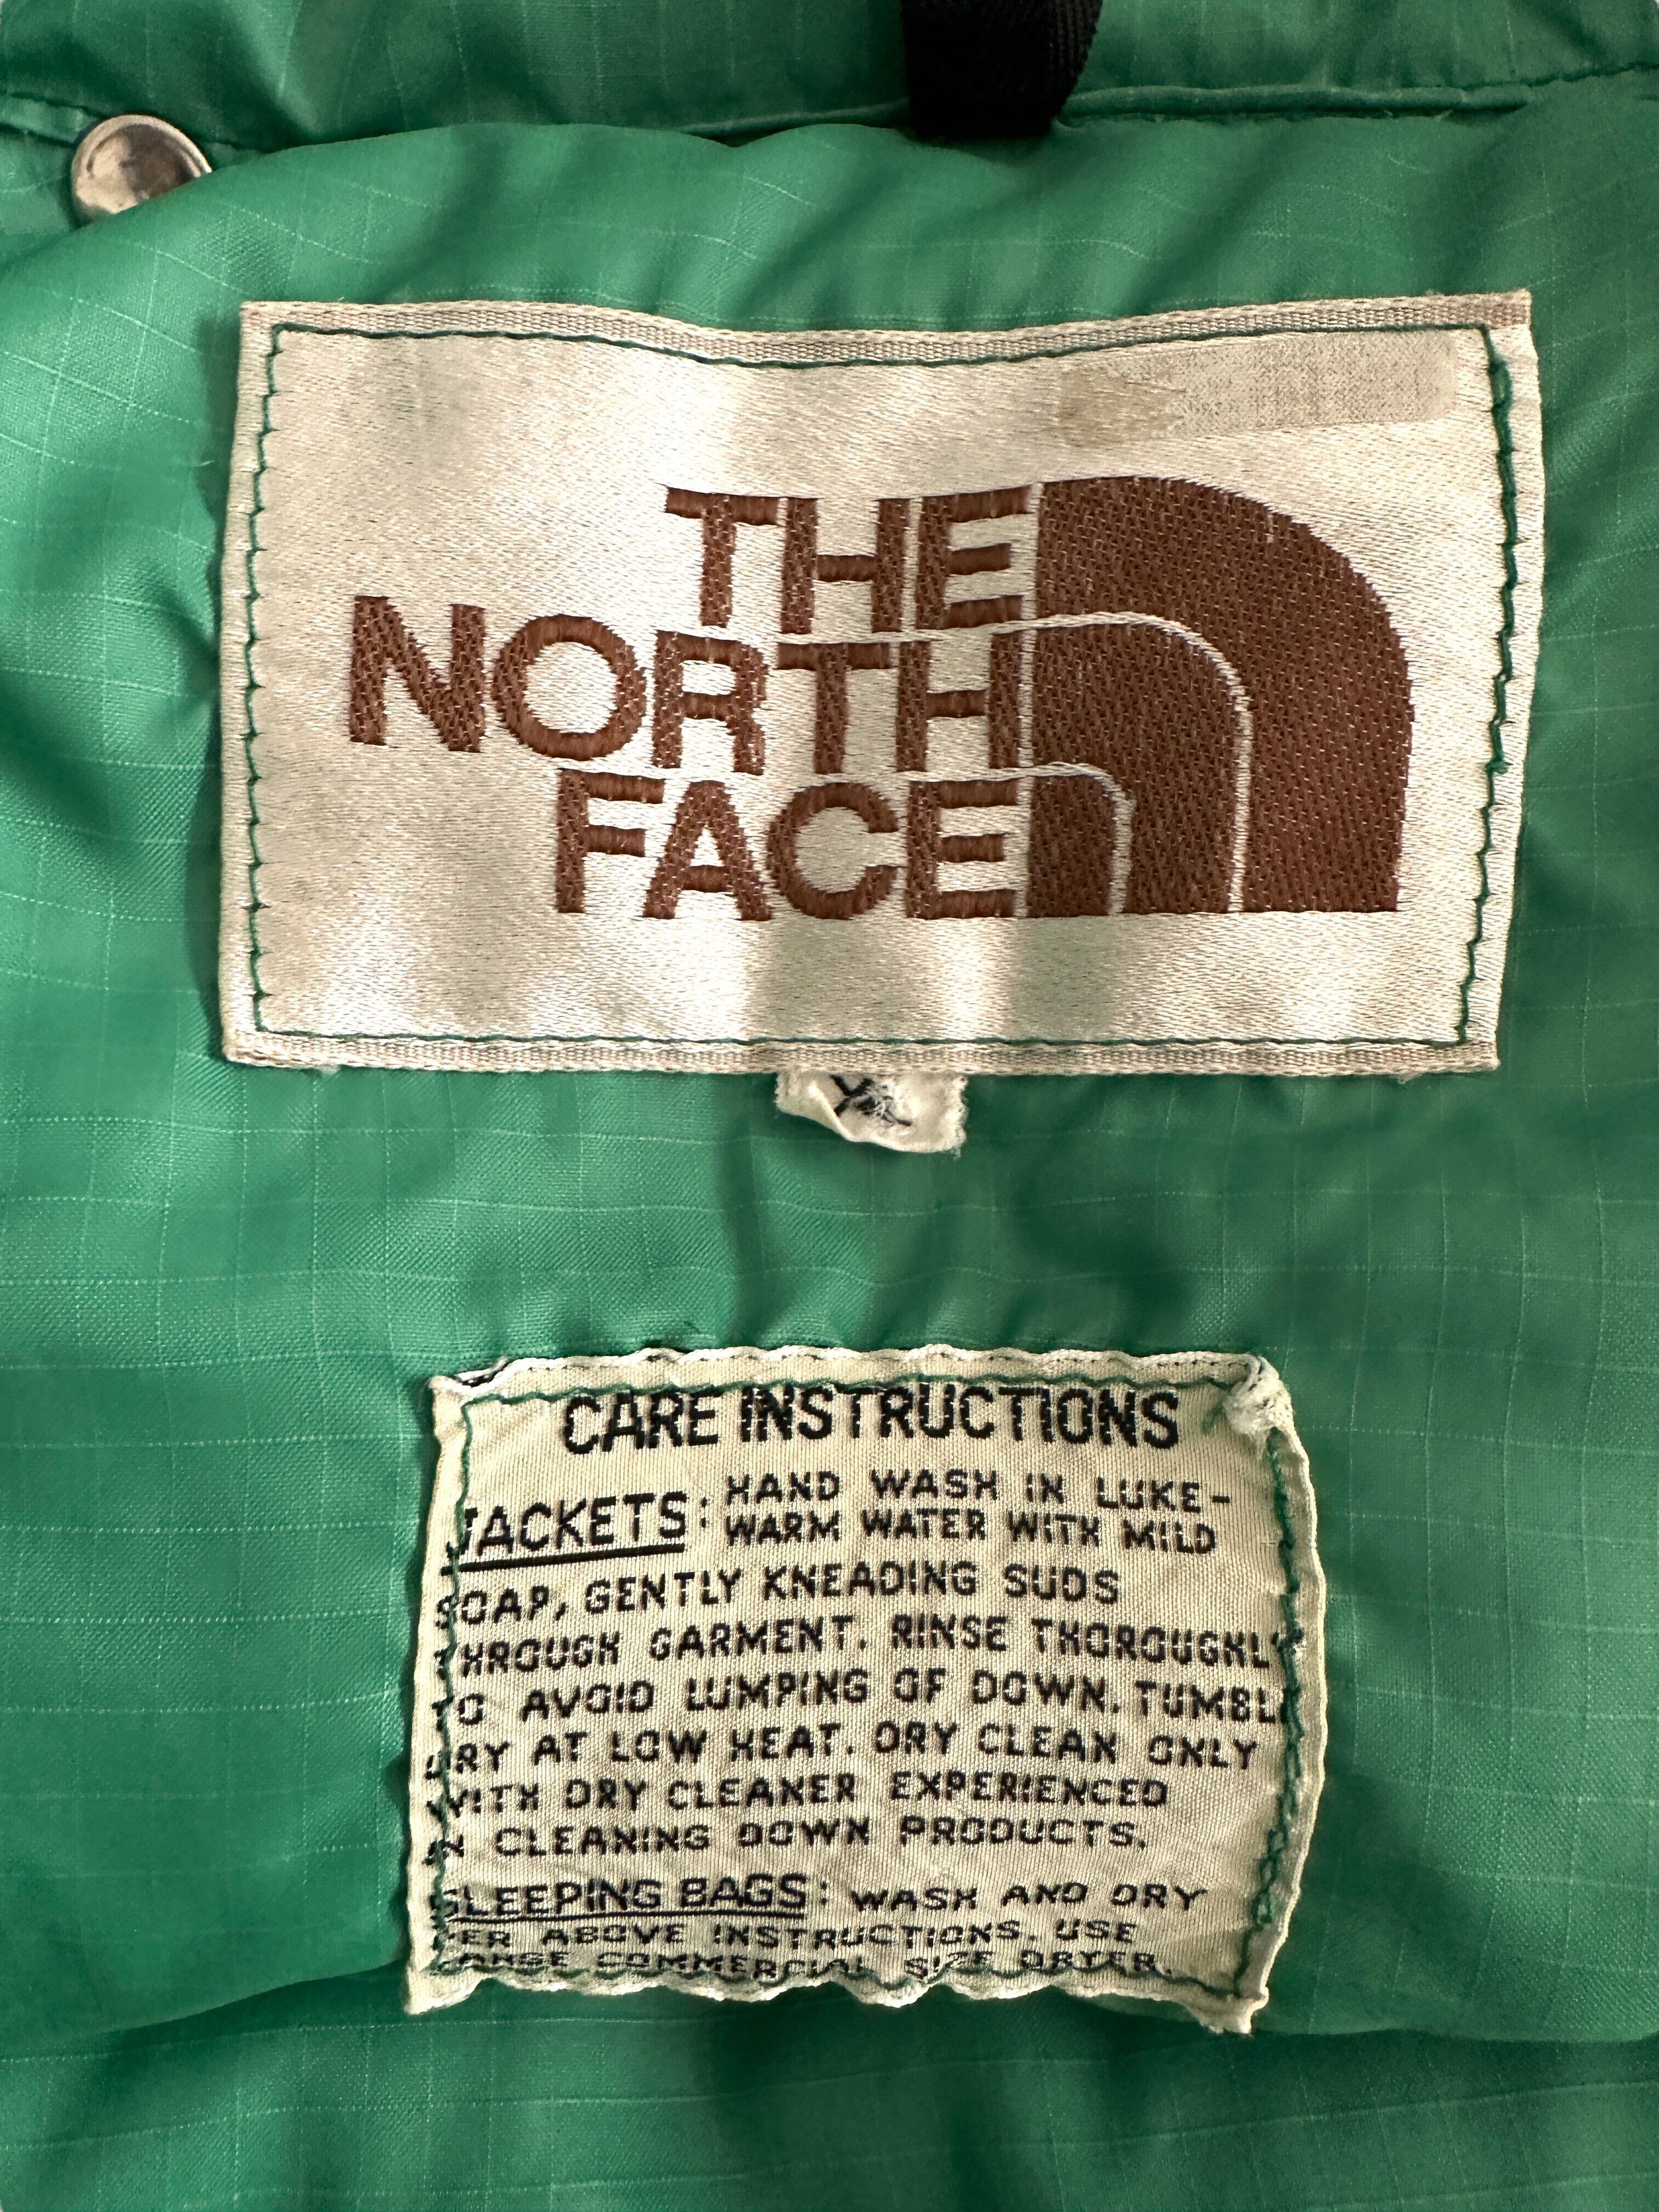 THE
NORTH
FACE
CARE INSTRUCTIONS
JACKETS: HAND WASH IN LUKE-
WARM WATER WITH MILD
SOAP, GENTLY KNEADING SUDS
THROUGH GARMENT. RINSE THOROUGHLY
TO AVOID LUMPING OF DOWN. TUMBLE
DRY AT LOW HEAT. DRY CLEAN ONLY
WITH DRY CLEANER EXPERIENCED
IN CLEANING DOWN PRODUCTS.
SLEEPING BAGS: WASH AND DRY
PER ABOVE INSTRUCTIONS. USE
LARGE COMMERCIAL SIZE DRYER.